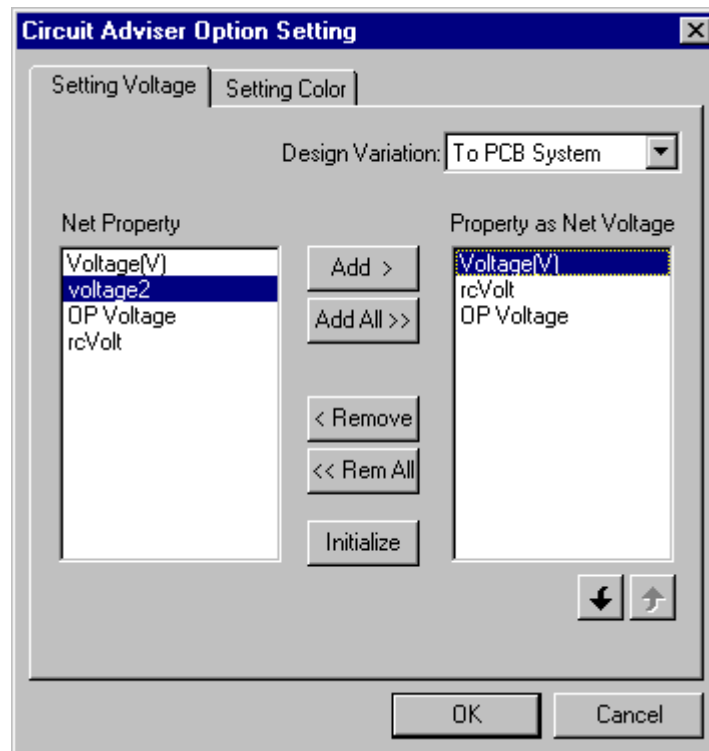 Circuit Adviser Option Setting
Setting Voltage
Setting Color
Design Variation: To PCB System
Net Property
Property as Net Voltage
Voltage(V)
voltage2
OP Voltage
rcVolt
Add >
Add All >>
< Remove
<< Rem All
Initialize
Voltage(V)
rcVolt
OP Voltage
OK
Cancel